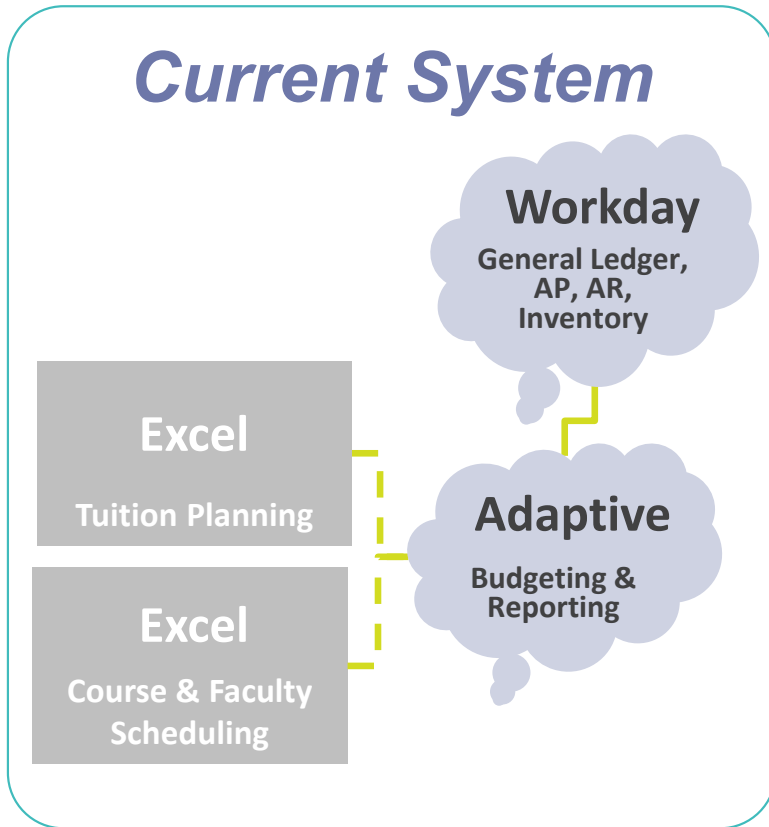 Current System
Workday
General Ledger,
AP, AR,
Inventory
Excel
Tuition Planning
Adaptive
Budgeting &
Reporting
Excel
Course & Faculty
Scheduling